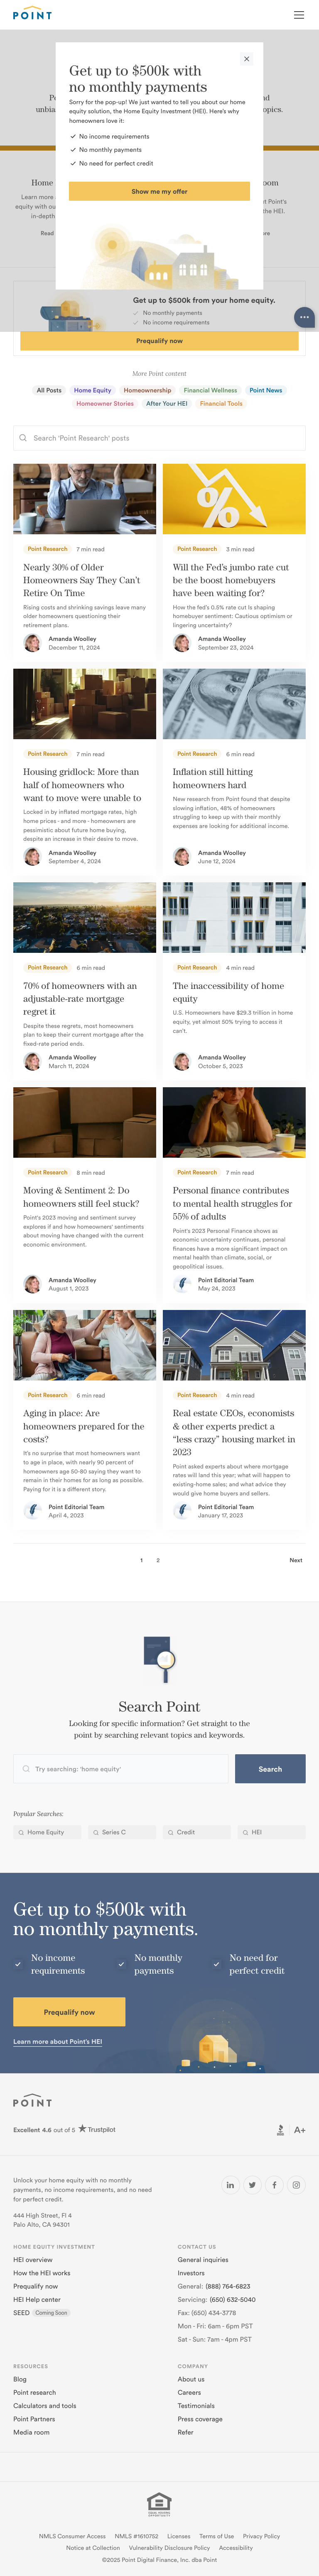 POINT
Get up to $500k with
no monthly payments
Sorry for the pop-up! We just wanted to tell you about our home
equity solution, the Home Equity Investment (HEI). Here's why
homeowners love it:
No income requirements
No monthly payments
No need for perfect credit
Show me my offer
Home
Learn more
equity with ou
in-depth
Read
Get up to $500k from your home equity.
No monthly payments
No income requirements
Prequalify now
More Point content
All Posts
Home Equity
Homeownership
Financial Wellness
Point News
Homeowner Stories
After Your HEI
Financial Tools
Search 'Point Research' posts
Point Research
7 min read
Nearly 30% of Older
Homeowners Say They Can't
Retire On Time
Rising costs and shrinking savings leave many
older homeowners questioning their
retirement plans.
Amanda Woolley
December 11, 2024
Point Research
3 min read
Will the Fed's jumbo rate cut
be the boost homebuyers
have been waiting for?
How the fed's 0.5% rate cut is shaping
homebuyer sentiment: Cautious optimism or
lingering uncertainty?
Amanda Woolley
September 23, 2024
Point Research
7 min read
Housing gridlock: More than
half of homeowners who
want to move were unable to
Locked in by inflated mortgage rates, high
home prices - and more - homeowners are
pessimistic about future home buying,
despite an increase in their desire to move.
Amanda Woolley
September 4, 2024
Point Research
6 min read
Inflation still hitting
homeowners hard
New research from Point found that despite
slowing inflation, 48% of homeowners
struggling to keep up with their monthly
expenses are looking for additional income.
Amanda Woolley
June 12, 2024
Point Research
6 min read
70% of homeowners with an
adjustable-rate mortgage
regret it
Despite these regrets, most homeowners
plan to keep their current mortgage after the
fixed-rate period ends.
Amanda Woolley
March 11, 2024
Point Research
4 min read
The inaccessibility of home
equity
U.S. Homeowners have $29.3 trillion in home
equity, yet almost 50% trying to access it
can't.
Amanda Woolley
October 5, 2023
Point Research
8 min read
Moving & Sentiment 2: Do
homeowners still feel stuck?
Point's 2023 moving and sentiment survey
explores if and how homeowners' sentiments
about moving have changed with the current
economic environment.
Amanda Woolley
August 1, 2023
Point Research
7 min read
Personal finance contributes
to mental health struggles for
55% of adults
Point's 2023 Personal Finance shows as
economic uncertainty continues, personal
finances have a more significant impact on
mental health than climate, social, or
geopolitical issues.
Point Editorial Team
May 24, 2023
Point Research
6 min read
Aging in place: Are
homeowners prepared for the
costs?
It's no surprise that most homeowners want
to age in place, with nearly 90 percent of
homeowners age 50-80 saying they want to
remain in their homes for as long as possible.
Paying for it is a different story.
Point Editorial Team
April 4, 2023
Point Research
4 min read
Real estate CEOs, economists
& other experts predict a
"less crazy" housing market in
2023
Point asked experts about where mortgage
rates will land this year; what will happen to
existing-home sales; and what advice they
would give home buyers and sellers.
Point Editorial Team
January 17, 2023
1
2
Next
Search Point
Looking for specific information? Get straight to the
point by searching relevant topics and keywords.
Try searching: 'home equity'
Search
Popular Searches:
Home Equity
Series C
Credit
HEI
Get up to $500k with
no monthly payments.
No income
requirements
No monthly
payments
No need for
perfect credit
Prequalify now
Learn more about Point's HEI
POINT
Excellent 4.6 out of 5 Trustpilot
A+
Unlock your home equity with no monthly
payments, no income requirements, and no need
for perfect credit.
444 High Street, Fl 4
Palo Alto, CA 94301
HOME EQUITY INVESTMENT
HEI overview
How the HEI works
Prequalify now
HEI Help center
SEED Coming Soon
CONTACT US
General inquiries
Investors
General: (888) 764-6823
Servicing: (650) 632-5040
Fax: (650) 434-3778
Mon - Fri: 6am - 6pm PST
Sat - Sun: 7am - 4pm PST
RESOURCES
Blog
Point research
Calculators and tools
Point Partners
Media room
COMPANY
About us
Careers
Testimonials
Press coverage
Refer
NMLS Consumer Access
NMLS #1610752
Licenses
Terms of Use
Privacy Policy
Notice at Collection
Vulnerability Disclosure Policy
Accessibility
©2025 Point Digital Finance, Inc. dba Point